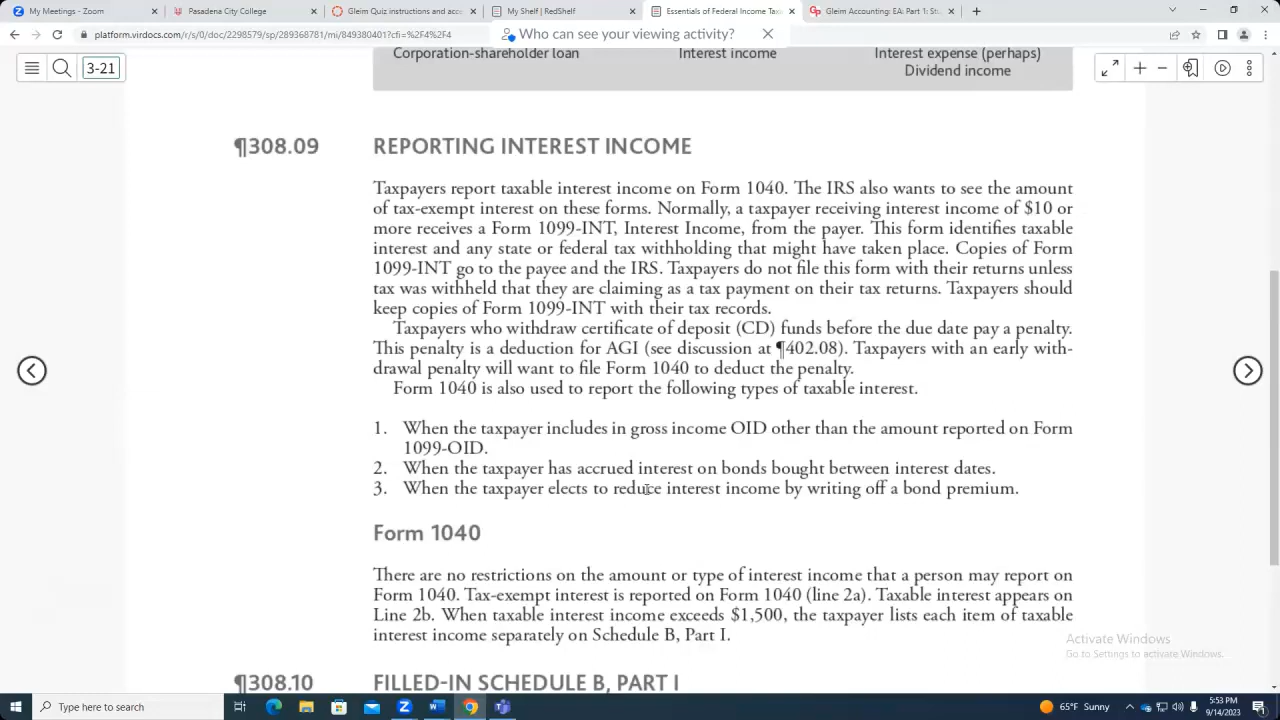 My Meetings - Zoom
Pasadena City College
Gleim Quiz instructions and acce
My Shelf | RedShelf
Essentials of Federal Income Tax
Gleim Accounting: EA: Part 1: Stu
platform.virdocs.com/r/s/0/doc/2298579/sp/289368781/mi/849380401?cfi=%2F4%2F4
Who can see your viewing activity?
3-21
Corporation-shareholder loan Interest income Interest expense (perhaps)
Dividend income
¶308.09 REPORTING INTEREST INCOME
Taxpayers report taxable interest income on Form 1040. The IRS also wants to see the amount
of tax-exempt interest on these forms. Normally, a taxpayer receiving interest income of $10 or
more receives a Form 1099-INT, Interest Income, from the payer. This form identifies taxable
interest and any state or federal tax withholding that might have taken place. Copies of Form
1099-INT go to the payee and the IRS. Taxpayers do not file this form with their returns unless
tax was withheld that they are claiming as a tax payment on their tax returns. Taxpayers should
keep copies of Form 1099-INT with their tax records.
Taxpayers who withdraw certificate of deposit (CD) funds before the due date pay a penalty.
This penalty is a deduction for AGI (see discussion at ¶402.08). Taxpayers with an early with-
drawal penalty will want to file Form 1040 to deduct the penalty.
Form 1040 is also used to report the following types of taxable interest.
1. When the taxpayer includes in gross income OID other than the amount reported on Form
1099-OID.
2. When the taxpayer has accrued interest on bonds bought between interest dates.
3. When the taxpayer elects to reduce interest income by writing off a bond premium.
Form 1040
There are no restrictions on the amount or type of interest income that a person may report on
Form 1040. Tax-exempt interest is reported on Form 1040 (line 2a). Taxable interest appears on
Line 2b. When taxable interest income exceeds $1,500, the taxpayer lists each item of taxable
interest income separately on Schedule B, Part I.
Activate Windows
Go to Settings to activate Windows.
¶308.10 FILLED-IN SCHEDULE B, PART I
Type here to search
65°F Sunny
5:53 PM
9/14/2023